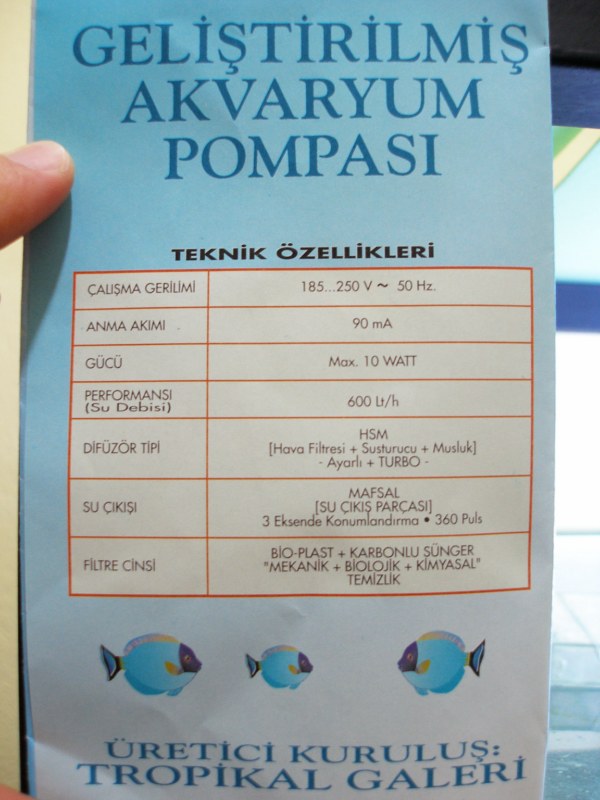 GELİŞTİRİLMİŞ
AKVARYUM
POMPASI
TEKNİK ÖZELLİKLERİ
ÇALIŞMA GERİLİMİ 185...250 V ~ 50 Hz.
ANMA AKIMI 90 mA
GÜCÜ Max. 10 WATT
PERFORMANSI
(Su Debisi) 600 Lt/h
DİFÜZÖR TİPİ
HSM
[Hava Filtresi + Susturucu + Musluk]
- Ayarlı + TURBO -
SU ÇIKIŞI
MAFSAL
[SU ÇIKIŞ PARÇASI]
3 Eksende Konumlandırma • 360 Puls
FİLTRE CİNSİ
BİO-PLAST + KARBONLU SÜNGER
"MEKANİK + BİOLOJİK + KİMYASAL"
TEMİZLİK
ÜRETİCİ KURULUŞ:
TROPIKAL GALERİ